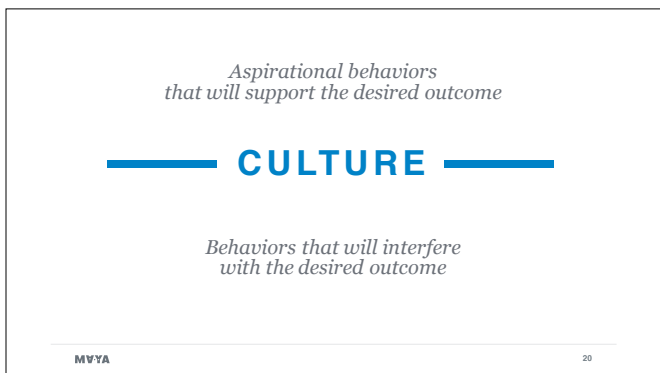 Aspirational behaviors
that will support the desired outcome
CULTURE
Behaviors that will interfere
with the desired outcome
MAYA
20